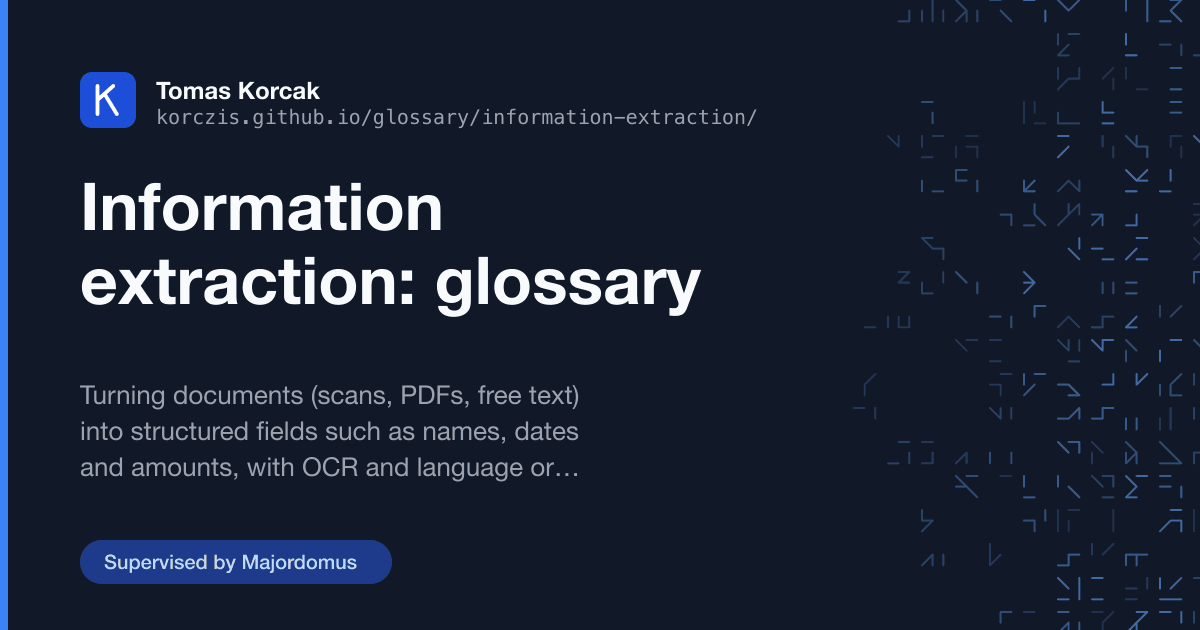 K
Tomas Korcak
korczis.github.io/glossary/information-extraction/
Information
extraction: glossary
Turning documents (scans, PDFs, free text)
into structured fields such as names, dates
and amounts, with OCR and language or…
Supervised by Majordomus